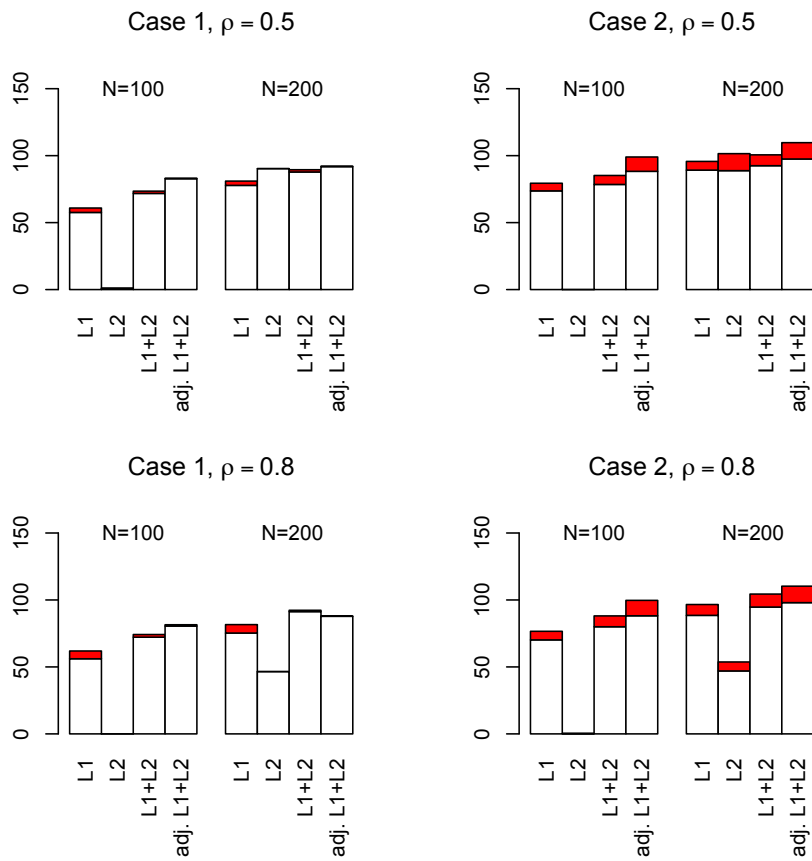 Case 1, ρ = 0.5
N=100 N=200
0 50 100 150
L1 L2 L1+L2 adj. L1+L2 L1 L2 L1+L2 adj. L1+L2
Case 2, ρ = 0.5
N=100 N=200
0 50 100 150
L1 L2 L1+L2 adj. L1+L2 L1 L2 L1+L2 adj. L1+L2
Case 1, ρ = 0.8
N=100 N=200
0 50 100 150
L1 L2 L1+L2 adj. L1+L2 L1 L2 L1+L2 adj. L1+L2
Case 2, ρ = 0.8
N=100 N=200
0 50 100 150
L1 L2 L1+L2 adj. L1+L2 L1 L2 L1+L2 adj. L1+L2